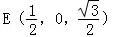 E (1/2, 0, √3/2)